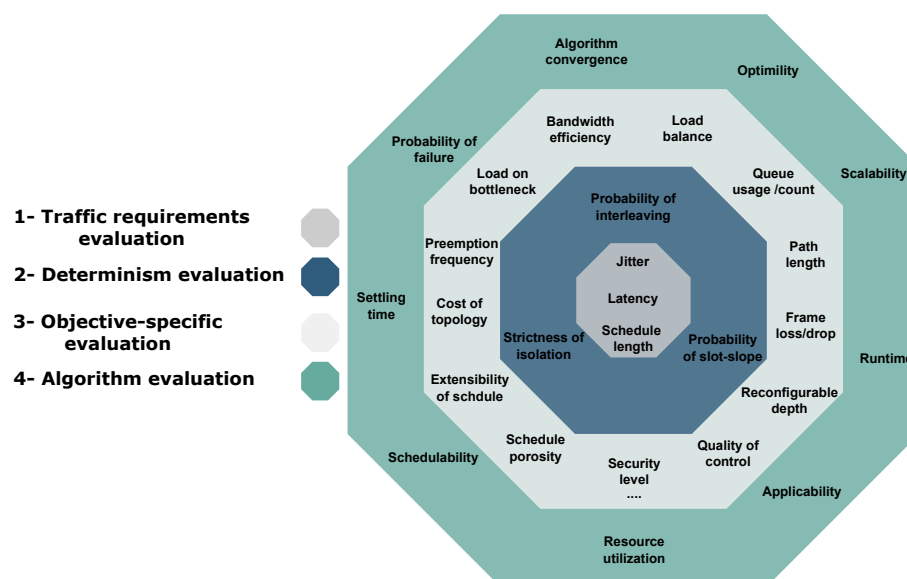 1- Traffic requirements
evaluation
2- Determinism evaluation
3- Objective-specific
evaluation
4- Algorithm evaluation
Algorithm
convergence
Optimility
Probability of
failure
Scalability
Settling
time
Runtime
Schedulability
Applicability
Resource
utilization
Bandwidth
efficiency
Load
balance
Load on
bottleneck
Queue
usage /count
Preemption
frequency
Path
length
Cost of
topology
Frame
loss/drop
Extensibility
of schdule
Reconfigurable
depth
Schedule
porosity
Quality of
control
Security
level
....
Probability of
interleaving
Strictness of
isolation
Probability
of slot-slope
Jitter
Latency
Schedule
length